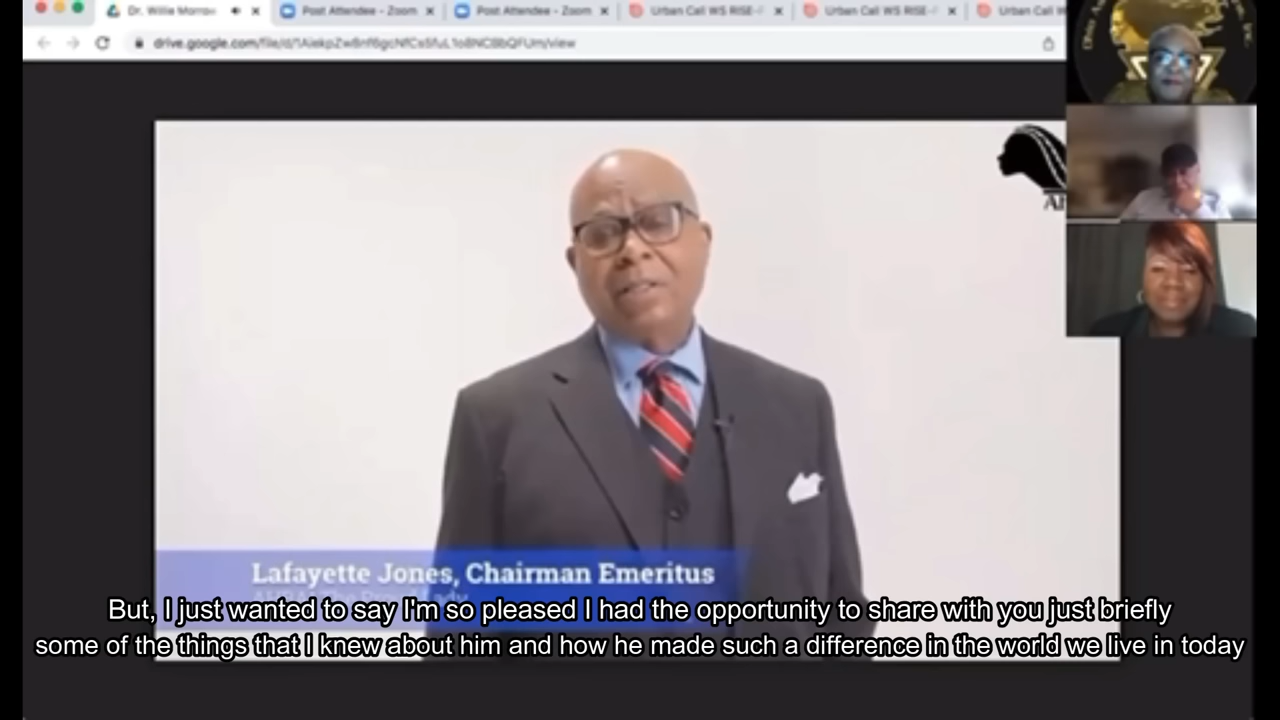 Dr. Willie Morrow
Post Attendee - Zoom
Post Attendee - Zoom
Urban Call WS RISE
Urban Call WS RISE
Urban Call W
Lafayette Jones, Chairman Emeritus
But, I just wanted to say I'm so pleased I had the opportunity to share with you just briefly
some of the things that I knew about him and how he made such a difference in the world we live in today